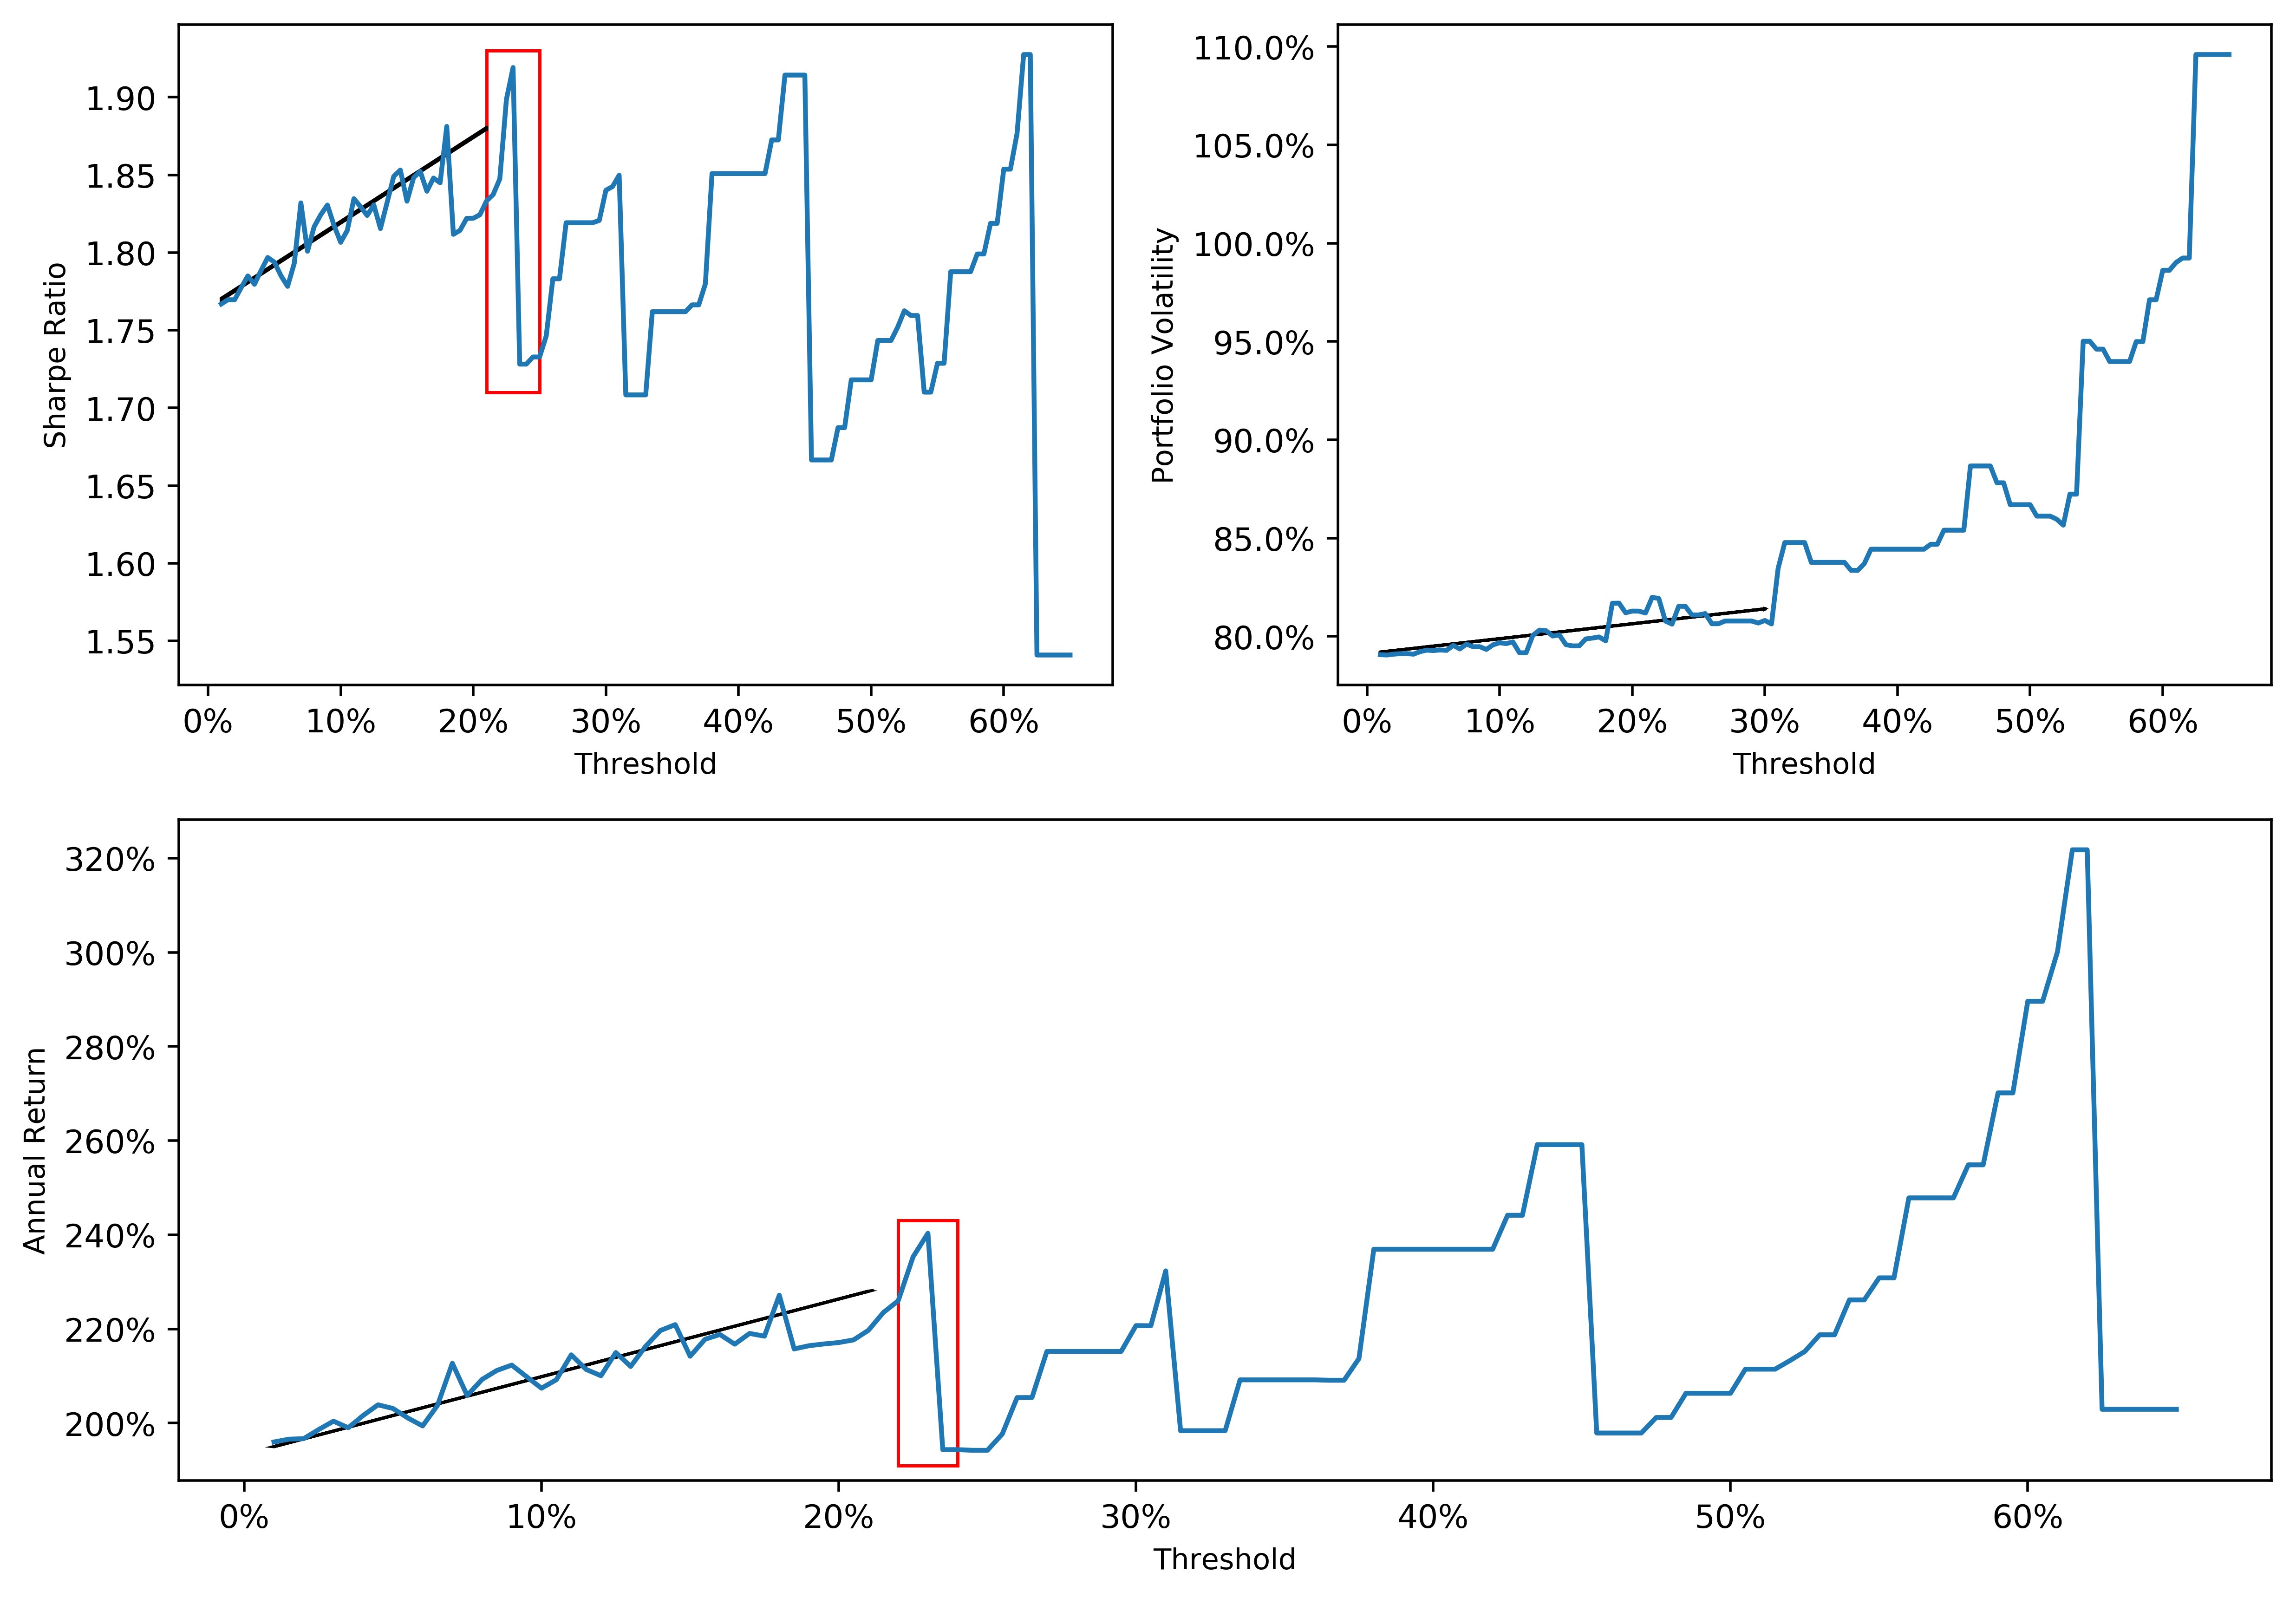 Sharpe Ratio
1.90
1.85
1.80
1.75
1.70
1.65
1.60
1.55
0% 10% 20% 30% 40% 50% 60%
Threshold
Portfolio Volatility
110.0%
105.0%
100.0%
95.0%
90.0%
85.0%
80.0%
0% 10% 20% 30% 40% 50% 60%
Threshold
Annual Return
320%
300%
280%
260%
240%
220%
200%
0% 10% 20% 30% 40% 50% 60%
Threshold